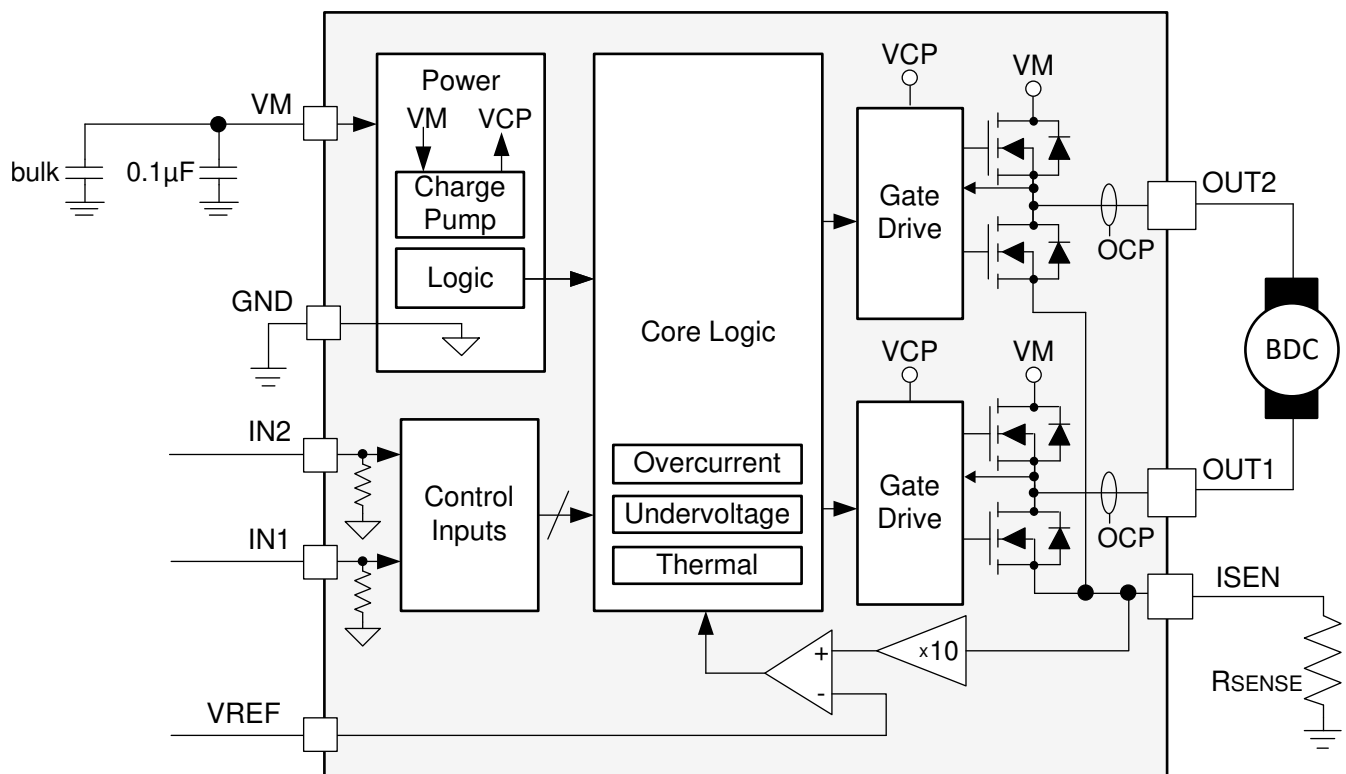 VM
bulk
0.1µF
Power
VM
VCP
Charge
Pump
Logic
GND
IN2
IN1
Control
Inputs
VREF
Core Logic
Overcurrent
Undervoltage
Thermal
VCP
VM
Gate
Drive
OCP
OUT2
VCP
VM
Gate
Drive
OCP
OUT1
BDC
ISEN
RSENSE
x10
+
-